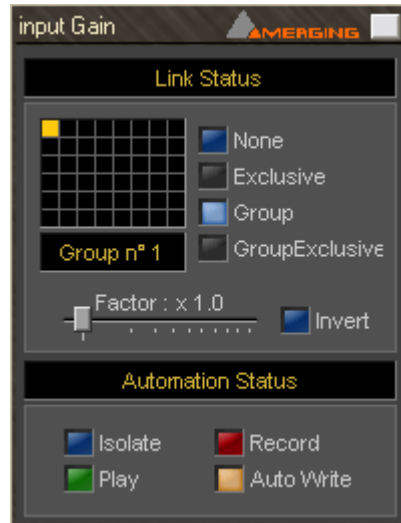 input Gain
AMERGING
Link Status
None
Exclusive
Group
GroupExclusive
Group n° 1
Factor : x 1.0
Invert
Automation Status
Isolate
Record
Play
Auto Write